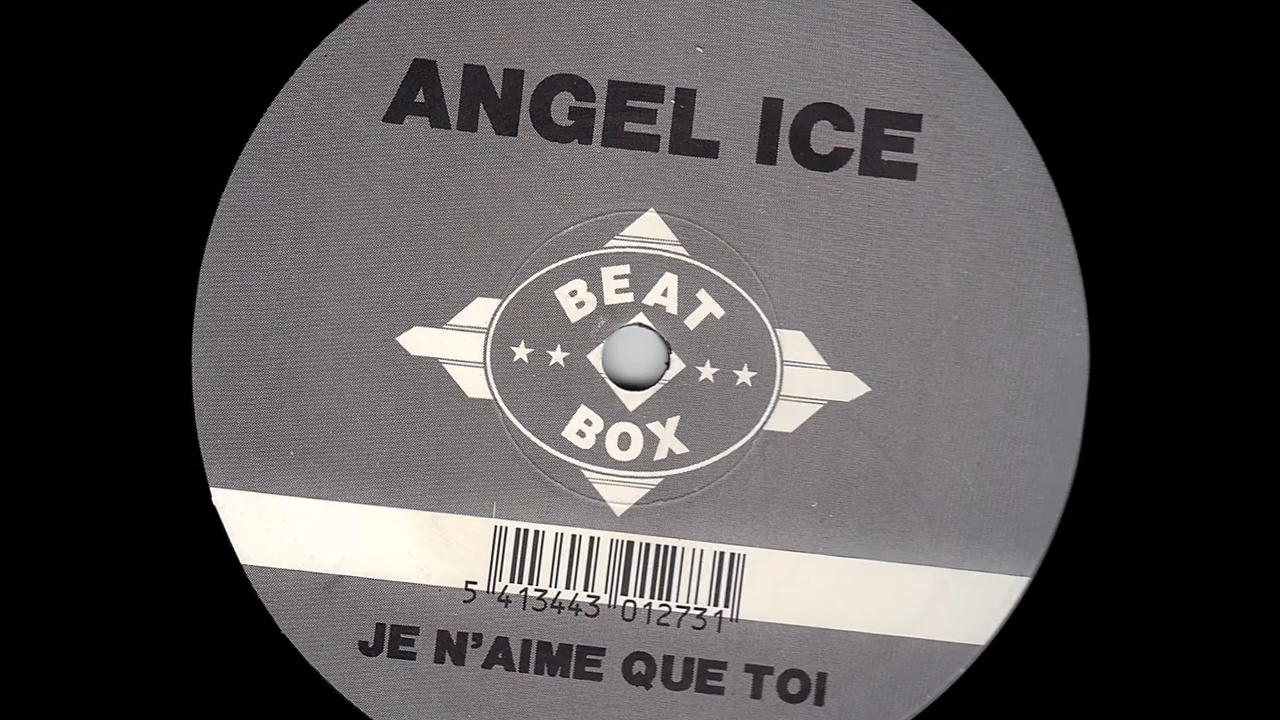 ANGEL ICE
BEAT
BOX
5 413443 012731
JE N'AIME QUE TOI